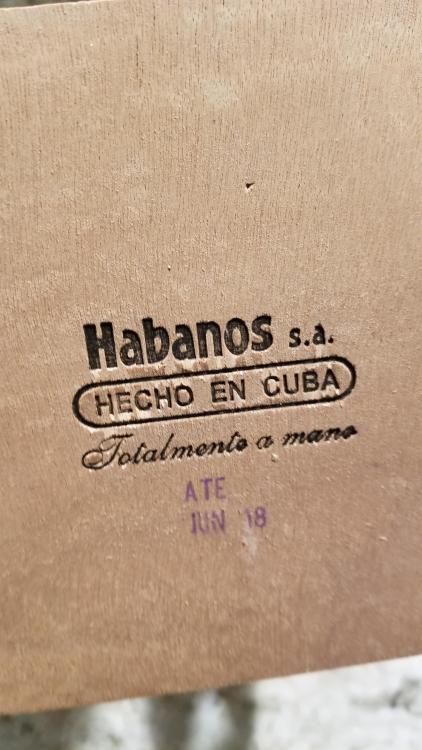 Habanos s.a.
HECHO EN CUBA
Totalmente a mano
ATE
JUN 18